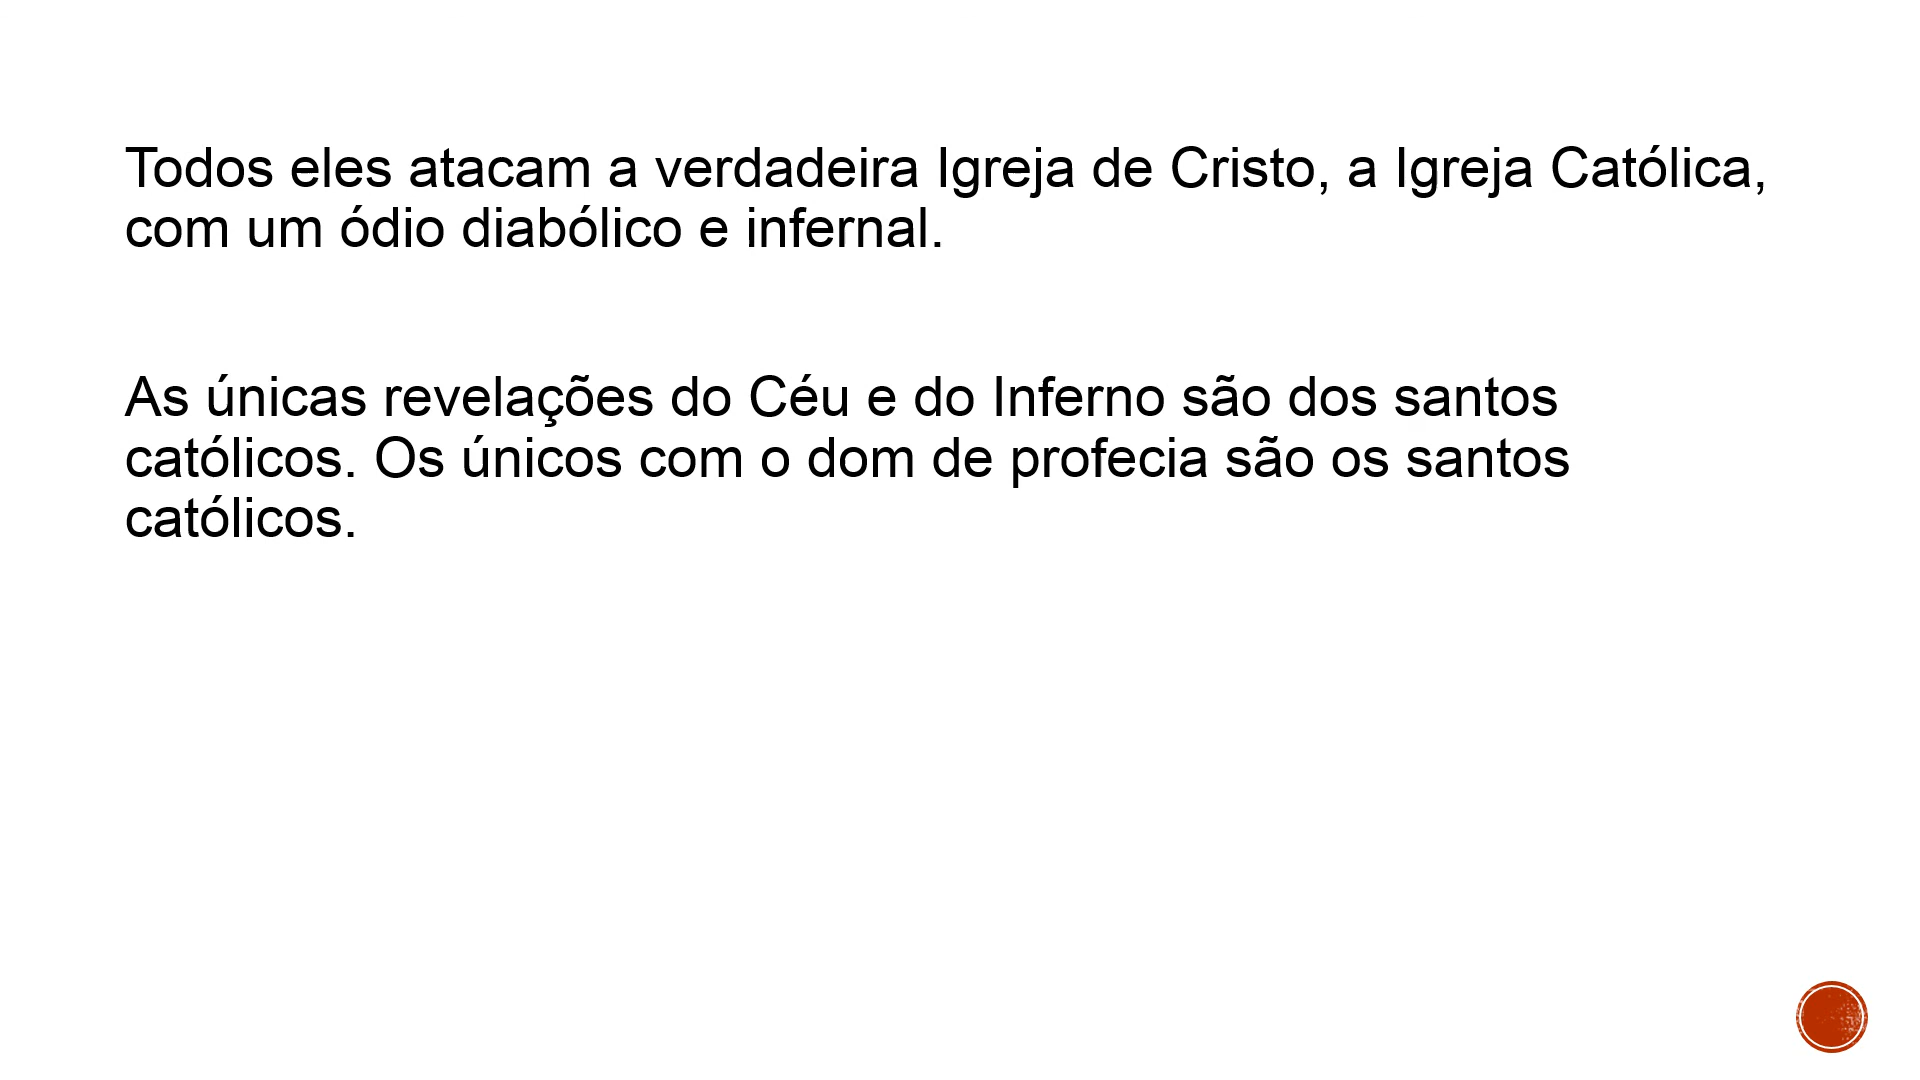 Todos eles atacam a verdadeira Igreja de Cristo, a Igreja Católica,
com um ódio diabólico e infernal.
As únicas revelações do Céu e do Inferno são dos santos
católicos. Os únicos com o dom de profecia são os santos
católicos.